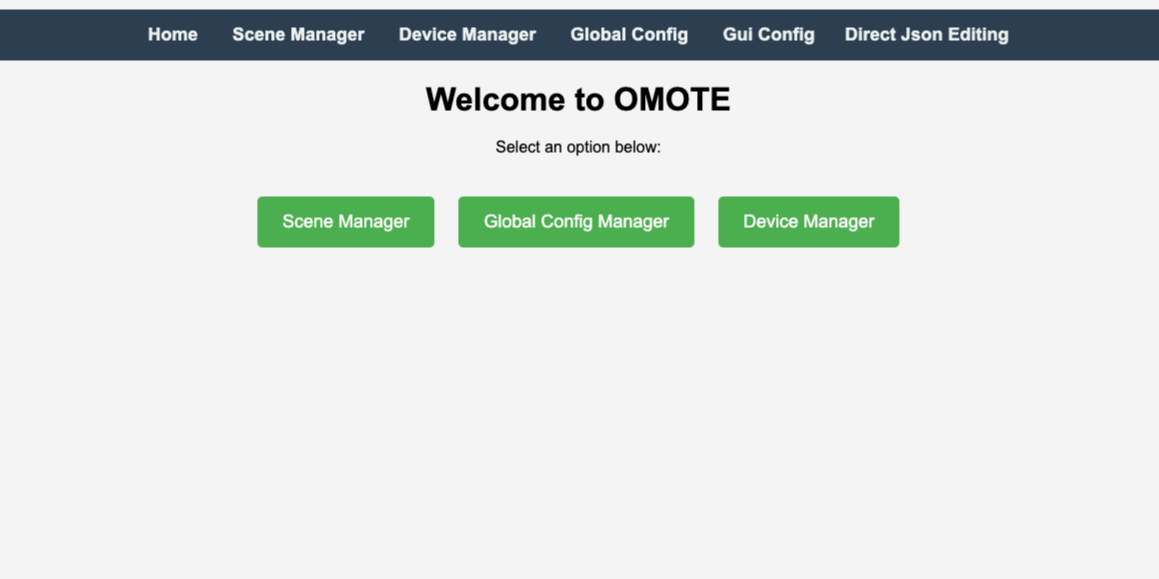 Home Scene Manager Device Manager Global Config Gui Config Direct Json Editing
Welcome to OMOTE
Select an option below:
Scene Manager Global Config Manager Device Manager